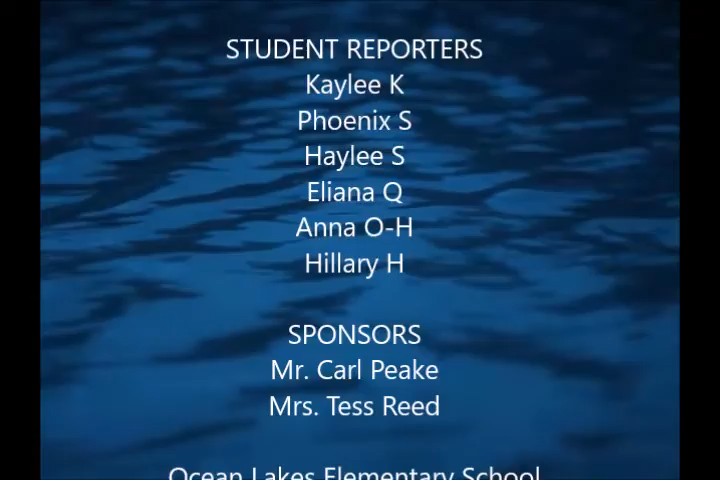 STUDENT REPORTERS
Kaylee K
Phoenix S
Haylee S
Eliana Q
Anna O-H
Hillary H
SPONSORS
Mr. Carl Peake
Mrs. Tess Reed
Ocean Lakes Elementary School